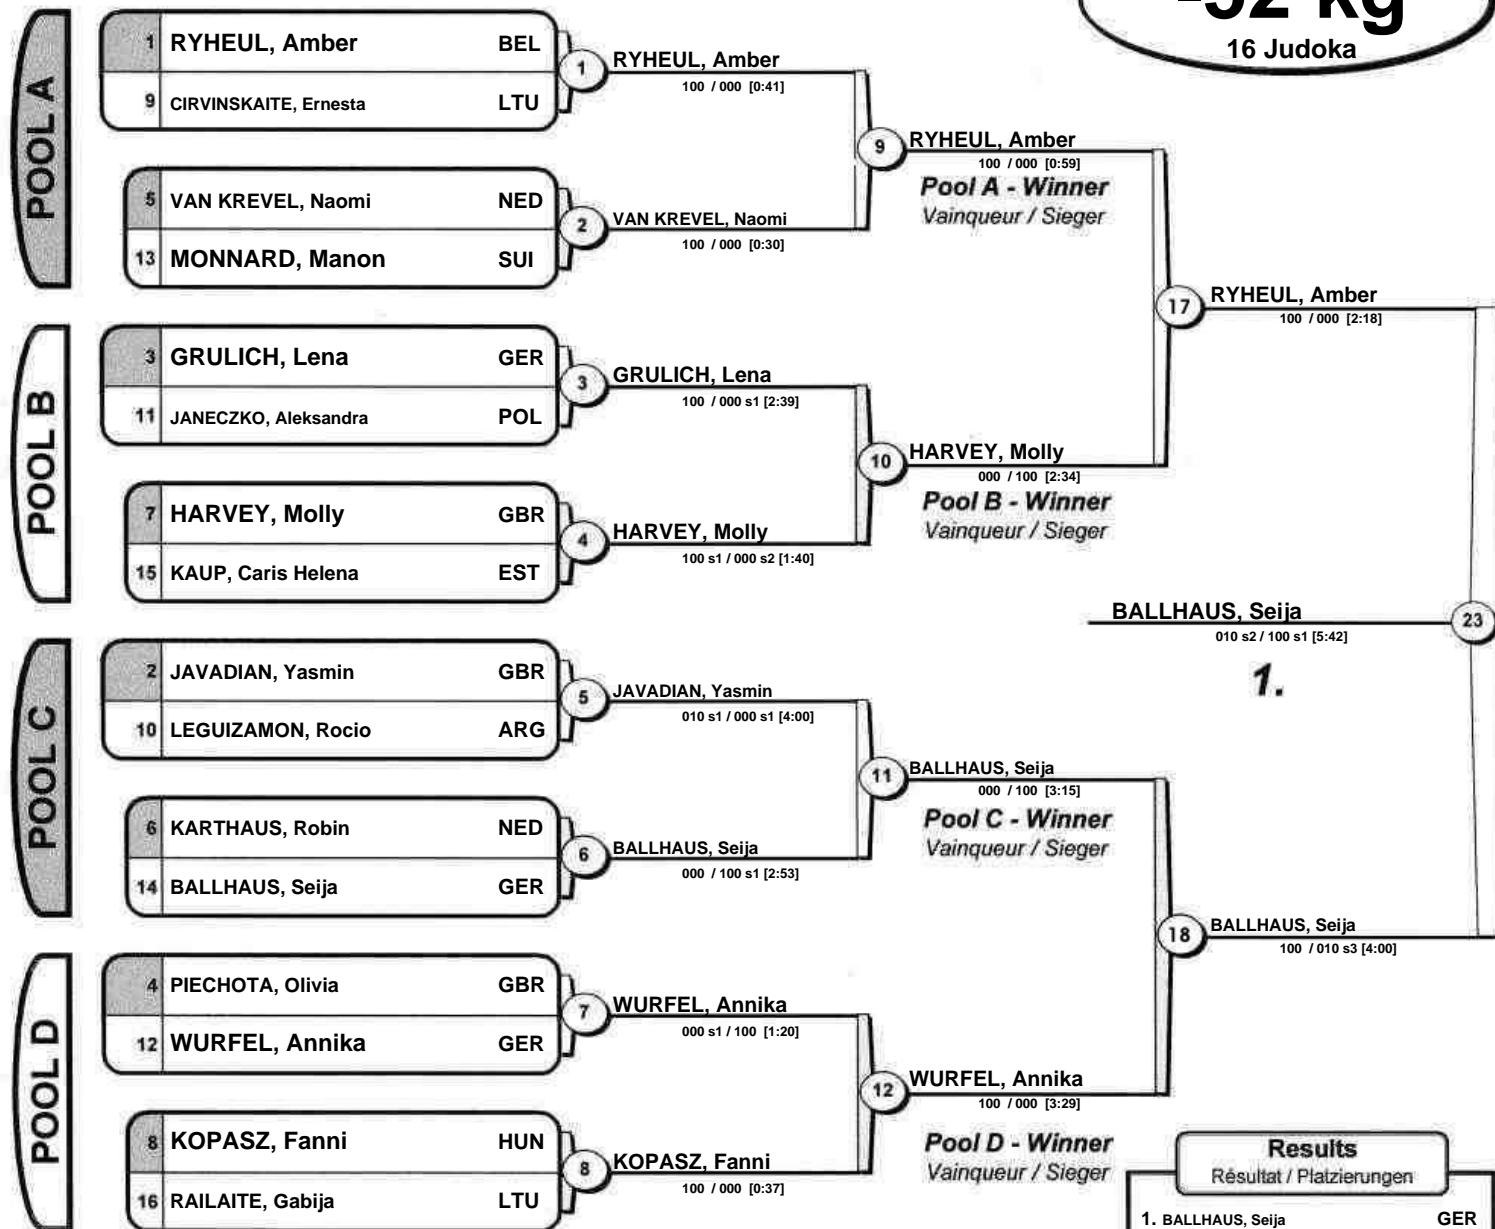 -52 kg
16 Judoka
POOL A
1 RYHEUL, Amber BEL
9 CIRVINSKAITE, Ernesta LTU
1
RYHEUL, Amber
100 / 000 [0:41]
5 VAN KREVEL, Naomi NED
13 MONNARD, Manon SUI
2
VAN KREVEL, Naomi
100 / 000 [0:30]
9
RYHEUL, Amber
100 / 000 [0:59]
Pool A - Winner
Vainqueur / Sieger
POOL B
3 GRULICH, Lena GER
11 JANECZKO, Aleksandra POL
3
GRULICH, Lena
100 / 000 s1 [2:39]
7 HARVEY, Molly GBR
15 KAUP, Caris Helena EST
4
HARVEY, Molly
100 s1 / 000 s2 [1:40]
10
HARVEY, Molly
000 / 100 [2:34]
Pool B - Winner
Vainqueur / Sieger
17
RYHEUL, Amber
100 / 000 [2:18]
BALLHAUS, Seija
23
010 s2 / 100 s1 [5:42]
1.
POOL C
2 JAVADIAN, Yasmin GBR
10 LEGUIZAMON, Rocio ARG
5
JAVADIAN, Yasmin
010 s1 / 000 s1 [4:00]
6 KARTHAUS, Robin NED
14 BALLHAUS, Seija GER
6
BALLHAUS, Seija
000 / 100 s1 [2:53]
11
BALLHAUS, Seija
000 / 100 [3:15]
Pool C - Winner
Vainqueur / Sieger
18
BALLHAUS, Seija
100 / 010 s3 [4:00]
POOL D
4 PIECHOTA, Olivia GBR
12 WURFEL, Annika GER
7
WURFEL, Annika
000 s1 / 100 [1:20]
8 KOPASZ, Fanni HUN
16 RAILAITE, Gabija LTU
8
KOPASZ, Fanni
100 / 000 [0:37]
12
WURFEL, Annika
100 / 000 [3:29]
Pool D - Winner
Vainqueur / Sieger
Results
Résultat / Platzierungen
1. BALLHAUS, Seija GER